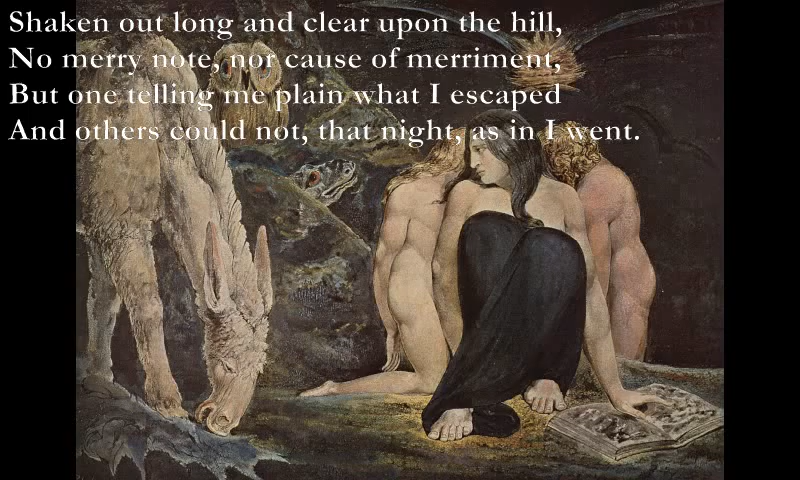 Shaken out long and clear upon the hill,
No merry note, nor cause of merriment,
But one telling me plain what I escaped
And others could not, that night, as in I went.